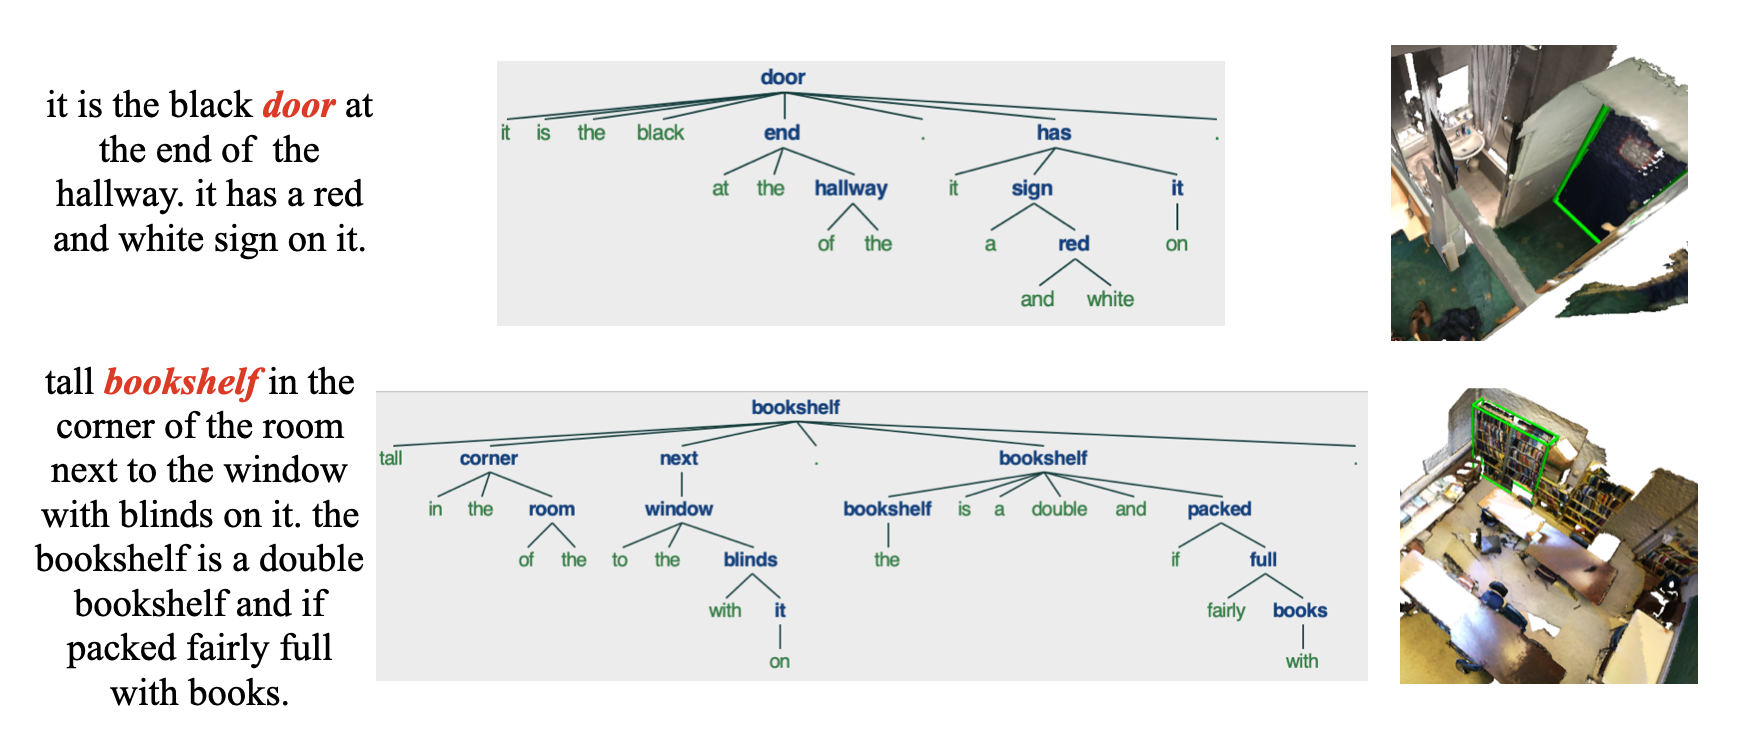 it is the black door at
the end of the
hallway. it has a red
and white sign on it.
door
it is the black end . has .
at the hallway it sign it
of the a red on
and white
tall bookshelf in the
corner of the room
next to the window
with blinds on it. the
bookshelf is a double
bookshelf and if
packed fairly full
with books.
bookshelf
tall corner next . bookshelf .
in the room window bookshelf is a double and packed
of the to the blinds the if full
with it fairly books
on with